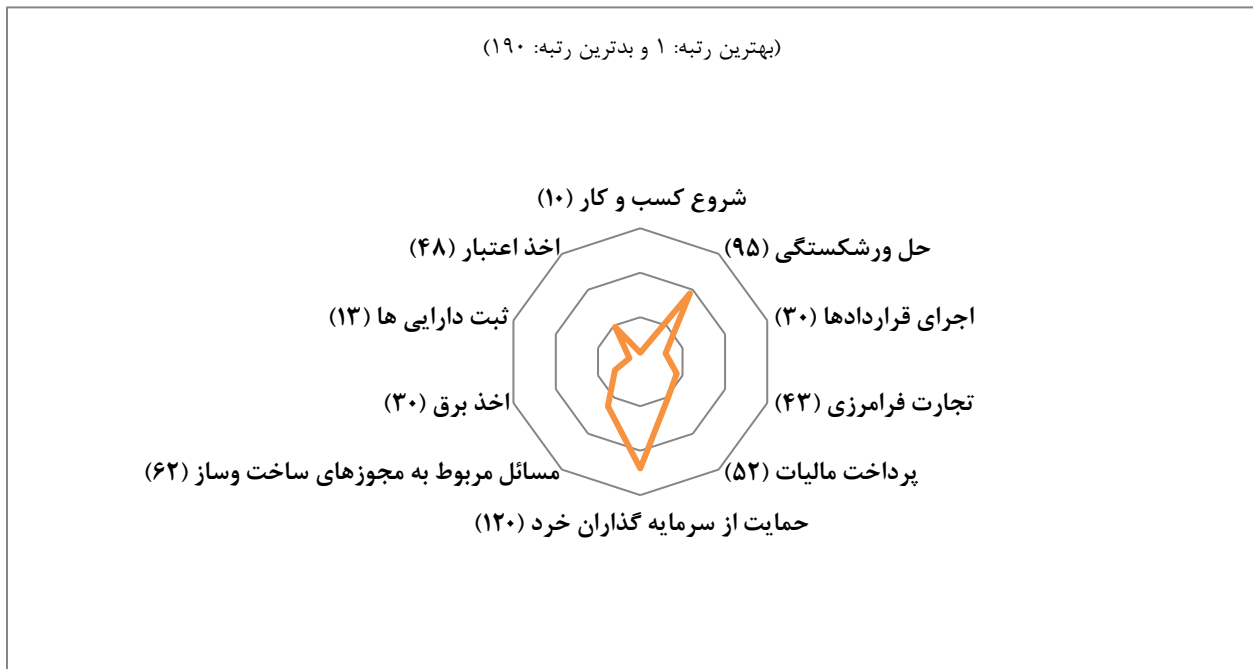 (بهترین رتبه: ۱ و بدترین رتبه: ۱۹۰)
شروع کسب و کار (۱۰)
حل ورشکستگی (۹۵)
اخذ اعتبار (۴۸)
اجرای قراردادها (۳۰)
ثبت دارایی ها (۱۳)
تجارت فرامرزی (۴۳)
اخذ برق (۳۰)
پرداخت مالیات (۵۲)
مسائل مربوط به مجوزهای ساخت وساز (۶۲)
حمایت از سرمایه گذاران خرد (۱۲۰)